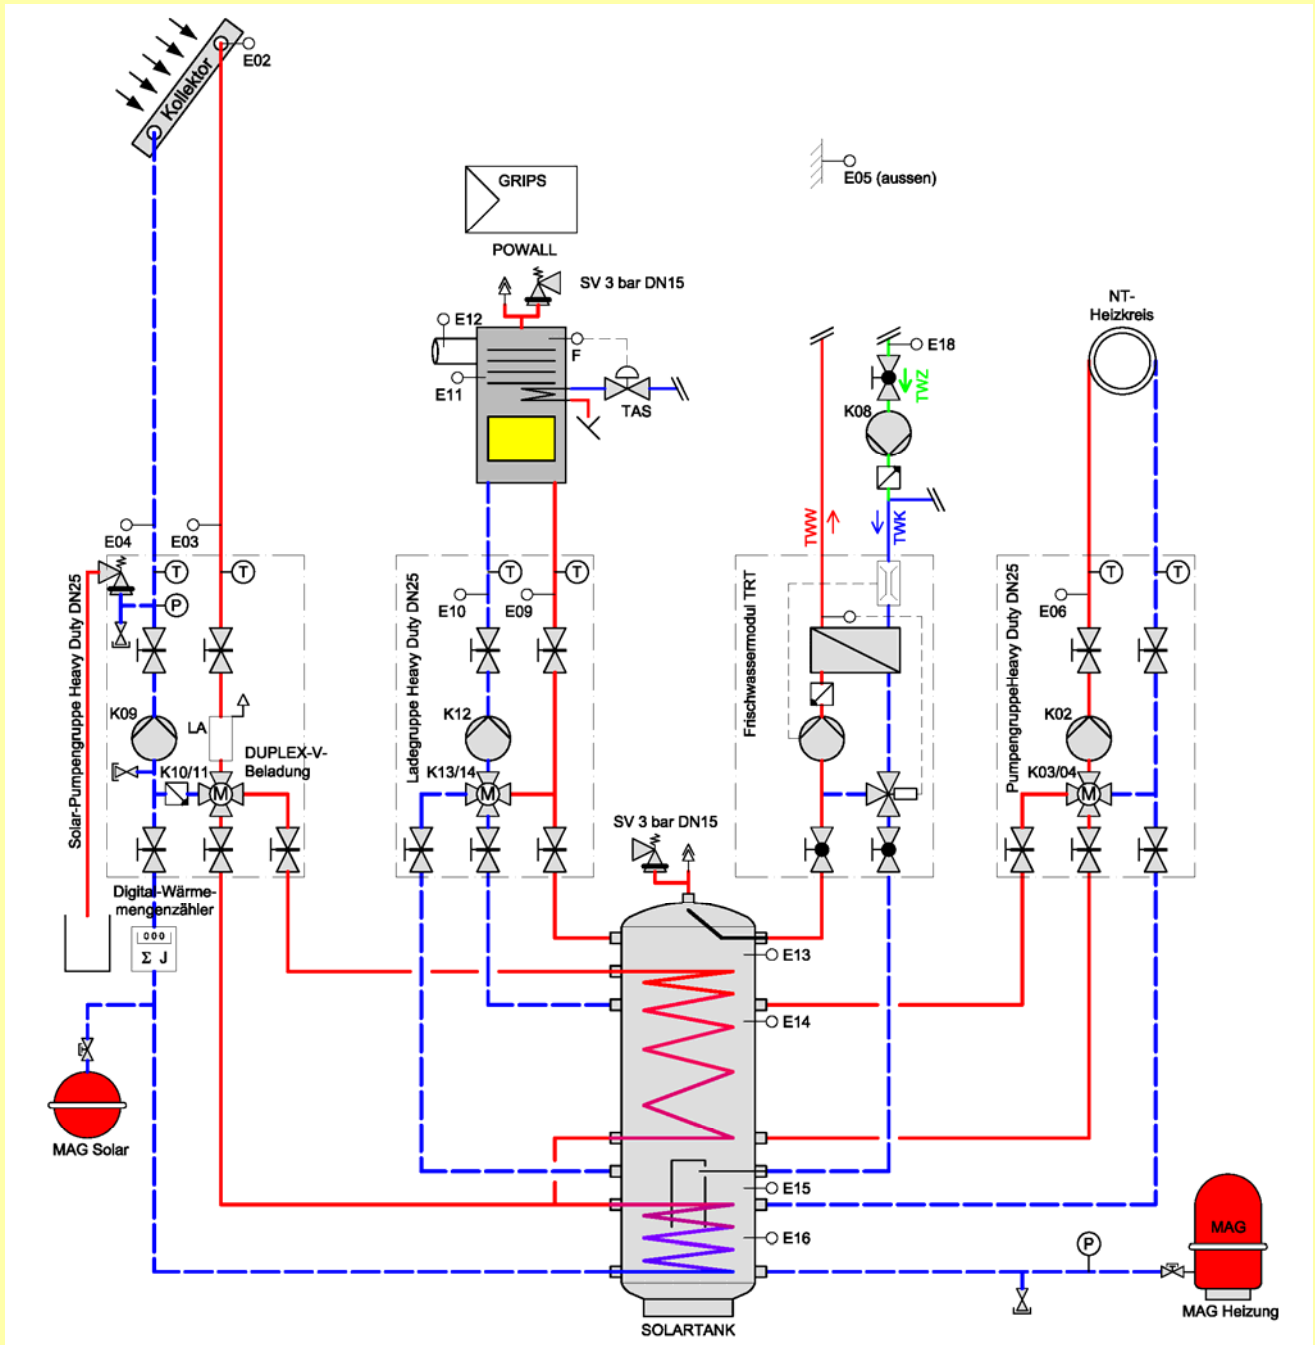 Kollektor
E02
GRIPS
POWALL
E05 (aussen)
SV 3 bar DN15
E12
F
E11
TAS
NT-
Heizkreis
E18
TWZ
K08
TWW
TWK
E04
E03
T
T
P
Solar-Pumpengruppe Heavy Duty DN25
K09
LA
K10/11
DUPLEX-V-
Beladung
E10
E09
T
T
Ladegruppe Heavy Duty DN25
K12
K13/14
M
M
Frischwassermodul TRT
E06
T
T
PumpengruppeHeavy Duty DN25
K02
K03/04
M
SV 3 bar DN15
Digital-Wärme-
mengenzähler
000
Σ J
MAG Solar
E13
E14
E15
E16
SOLARTANK
P
MAG
MAG Heizung